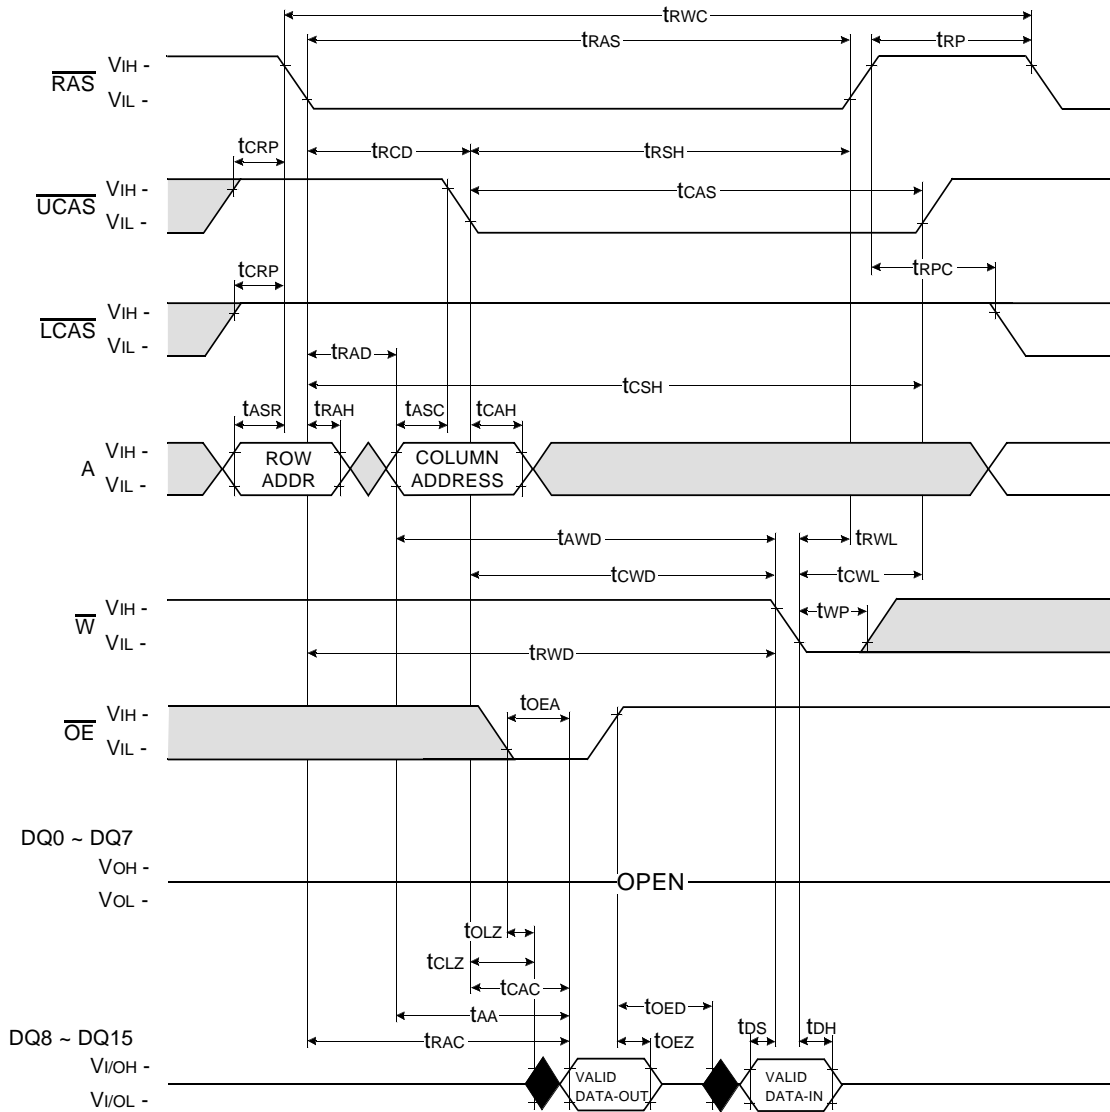 tRWC
tRAS
tRP
RAS
VIH -
VIL -
tCRP
tRCD
tRSH
UCAS
VIH -
VIL -
tCAS
tCRP
tRPC
LCAS
VIH -
VIL -
tRAD
tCSH
tASR
tRAH
tASC
tCAH
A
VIH -
VIL -
ROW
ADDR
COLUMN
ADDRESS
tAWD
tRWL
tCWD
tCWL
W
VIH -
VIL -
tWP
tRWD
OE
VIH -
VIL -
tOEA
DQ0 ~ DQ7
VOH -
VOL -
OPEN
tOLZ
tCLZ
tCAC
tOED
tAA
tDS
tDH
tRAC
tOEZ
DQ8 ~ DQ15
VI/OH -
VI/OL -
VALID
DATA-OUT
VALID
DATA-IN